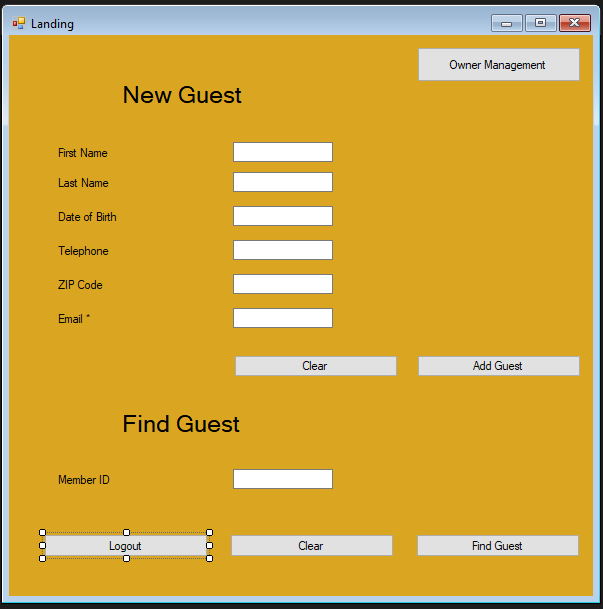 Landing
Owner Management
New Guest
First Name
Last Name
Date of Birth
Telephone
ZIP Code
Email *
Clear
Add Guest
Find Guest
Member ID
Logout
Clear
Find Guest